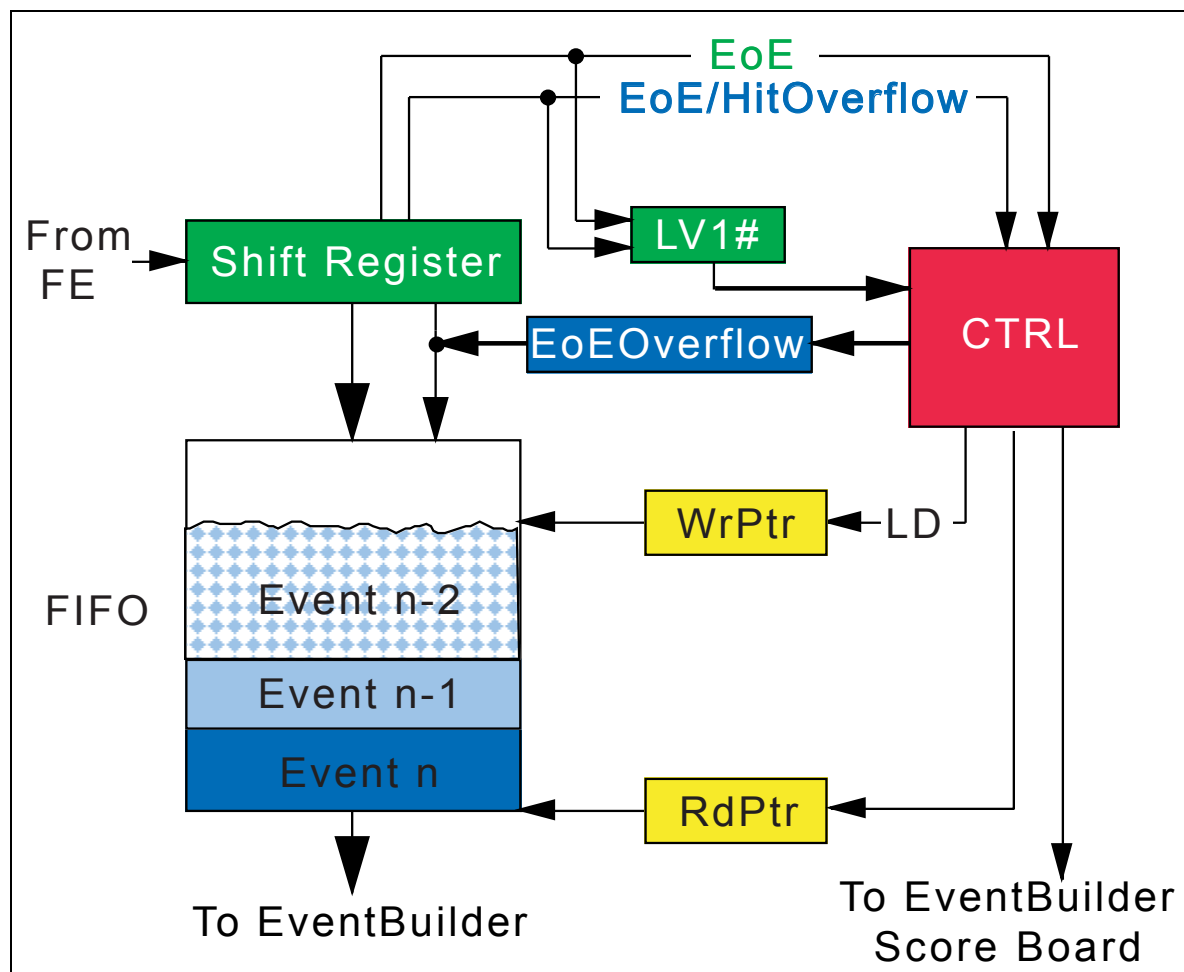 EoE
EoE/HitOverflow
From
FE
Shift Register
LV1#
EoEOverflow
CTRL
WrPtr
LD
FIFO
Event n-2
Event n-1
Event n
RdPtr
To EventBuilder
To EventBuilder
Score Board